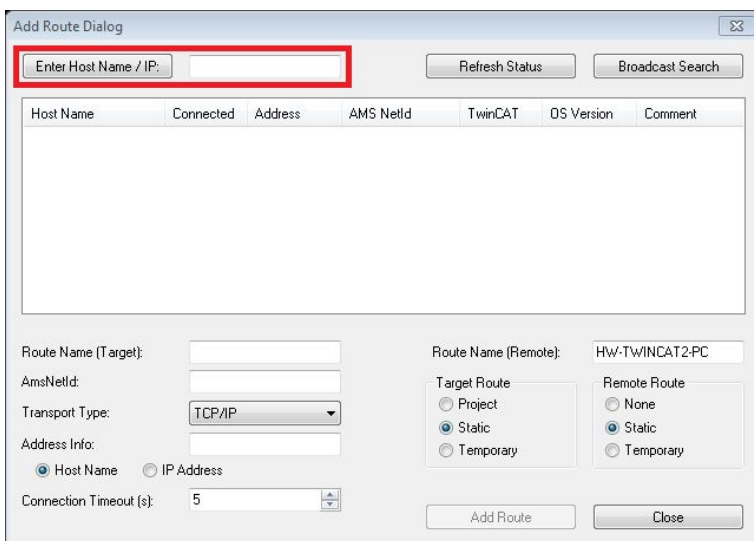 Add Route Dialog
Enter Host Name / IP:
Refresh Status
Broadcast Search
Host Name Connected Address AMS NetId TwinCAT OS Version Comment
Route Name (Target):
Route Name (Remote): HW-TWINCAT2-PC
AmsNetId:
Target Route
Remote Route
Transport Type: TCP/IP
Project
None
Address Info:
Static
Static
Host Name IP Address
Temporary
Temporary
Connection Timeout (s): 5
Add Route
Close